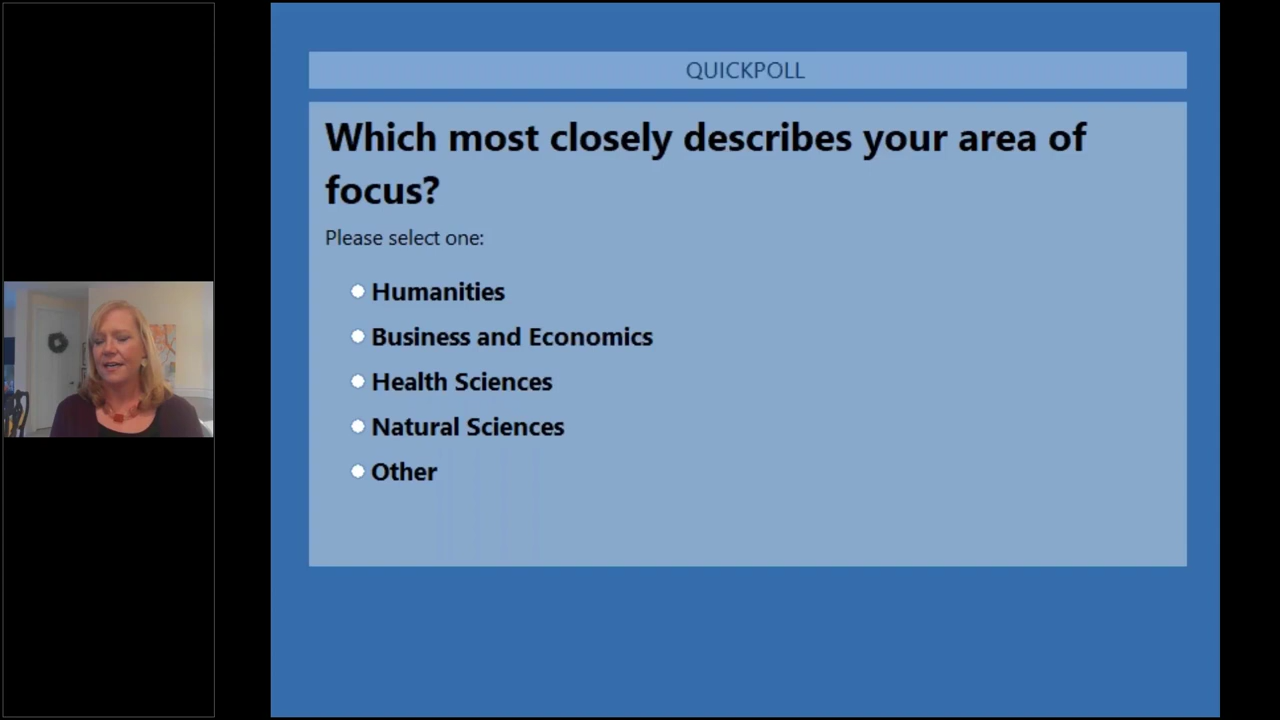 QUICKPOLL
Which most closely describes your area of
focus?
Please select one:
Humanities
Business and Economics
Health Sciences
Natural Sciences
Other